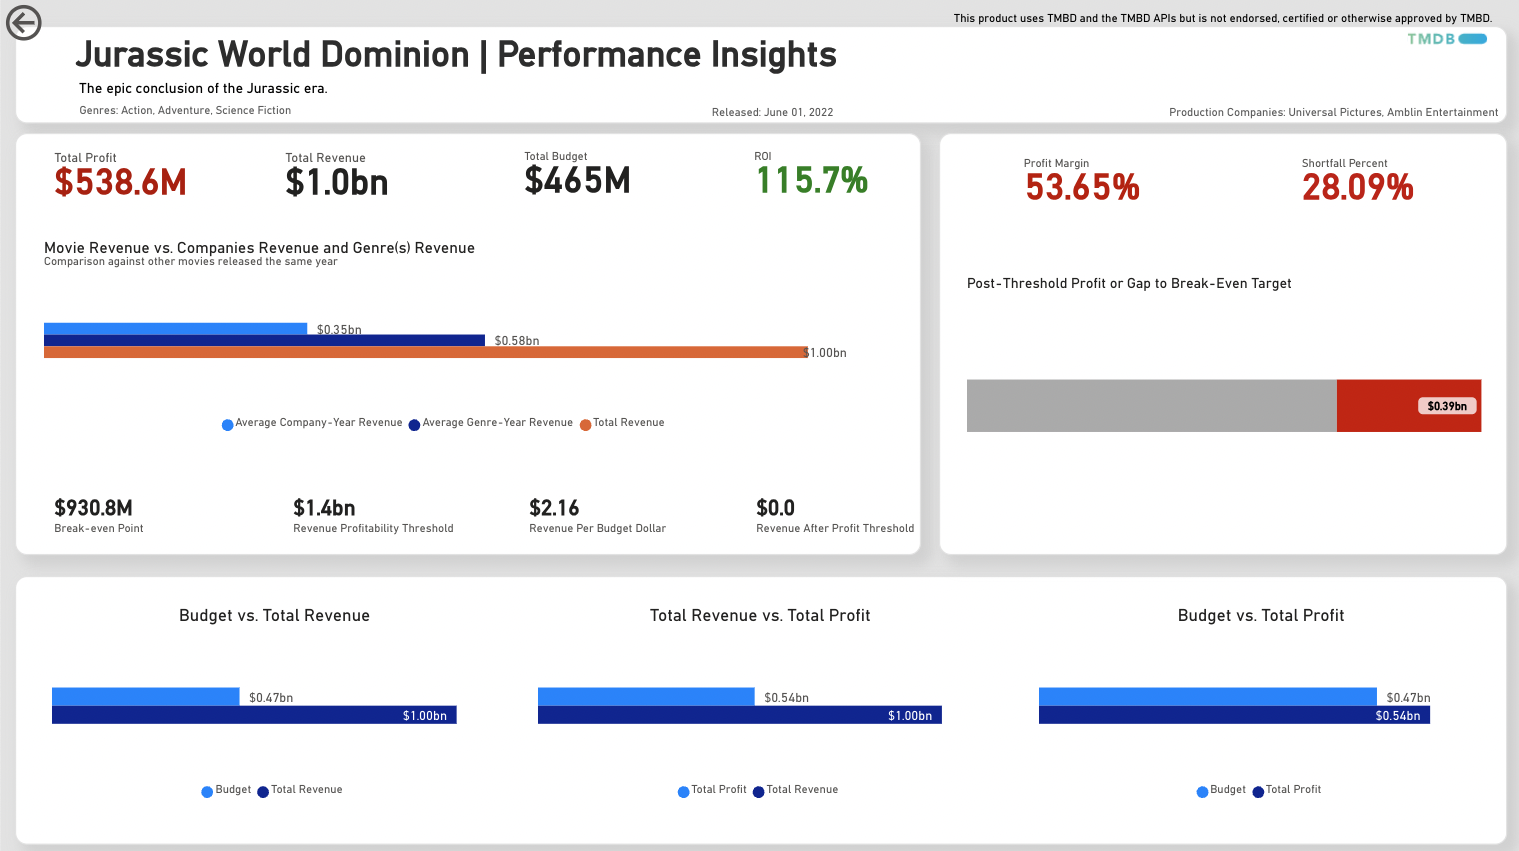 This product uses TMBD and the TMBD APIs but is not endorsed, certified or otherwise approved by TMBD.
TMDB
Jurassic World Dominion | Performance Insights
The epic conclusion of the Jurassic era.
Genres: Action, Adventure, Science Fiction
Released: June 01, 2022
Production Companies: Universal Pictures, Amblin Entertainment
Total Profit
$538.6M
Total Revenue
$1.0bn
Total Budget
$465M
ROI
115.7%
Movie Revenue vs. Companies Revenue and Genre(s) Revenue
Comparison against other movies released the same year
$0.35bn
$0.58bn
$1.00bn
Average Company-Year Revenue
Average Genre-Year Revenue
Total Revenue
$930.8M
Break-even Point
$1.4bn
Revenue Profitability Threshold
$2.16
Revenue Per Budget Dollar
$0.0
Revenue After Profit Threshold
Profit Margin
53.65%
Shortfall Percent
28.09%
Post-Threshold Profit or Gap to Break-Even Target
$0.39bn
Budget vs. Total Revenue
$0.47bn
$1.00bn
Budget
Total Revenue
Total Revenue vs. Total Profit
$0.54bn
$1.00bn
Total Profit
Total Revenue
Budget vs. Total Profit
$0.47bn
$0.54bn
Budget
Total Profit